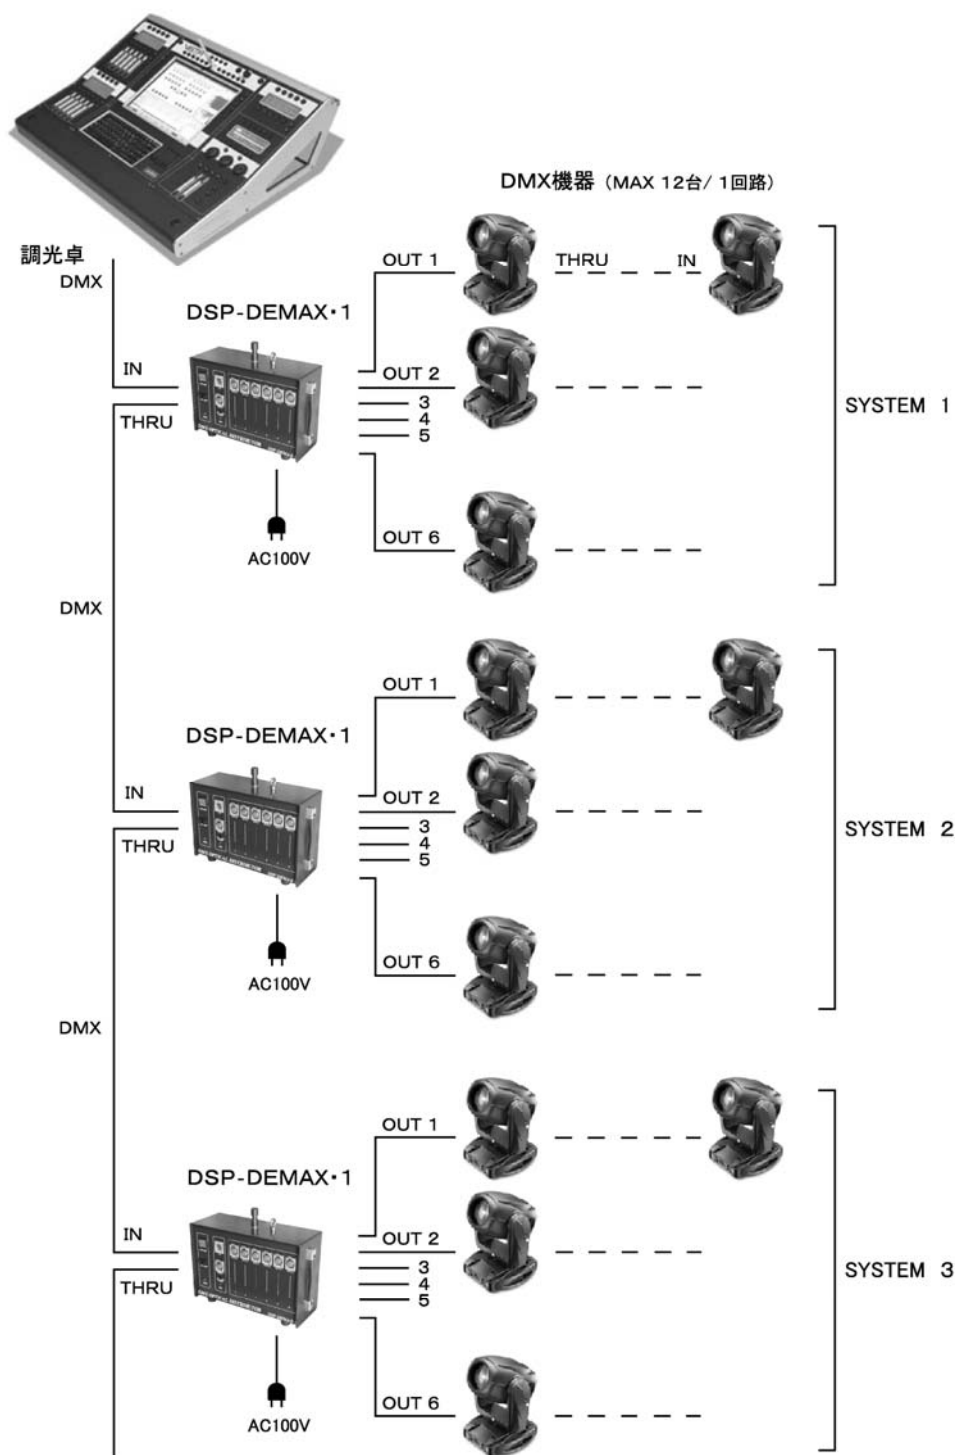 DMX機器 (MAX 12台/ 1回路)
調光卓
DMX
OUT 1
THRU
IN
DSP-DEMAX・1
IN
OUT 2
THRU
3
4
5
SYSTEM 1
OUT 6
AC100V
DMX
OUT 1
DSP-DEMAX・1
IN
OUT 2
THRU
3
4
5
SYSTEM 2
OUT 6
AC100V
DMX
OUT 1
DSP-DEMAX・1
IN
OUT 2
THRU
3
4
5
SYSTEM 3
OUT 6
AC100V